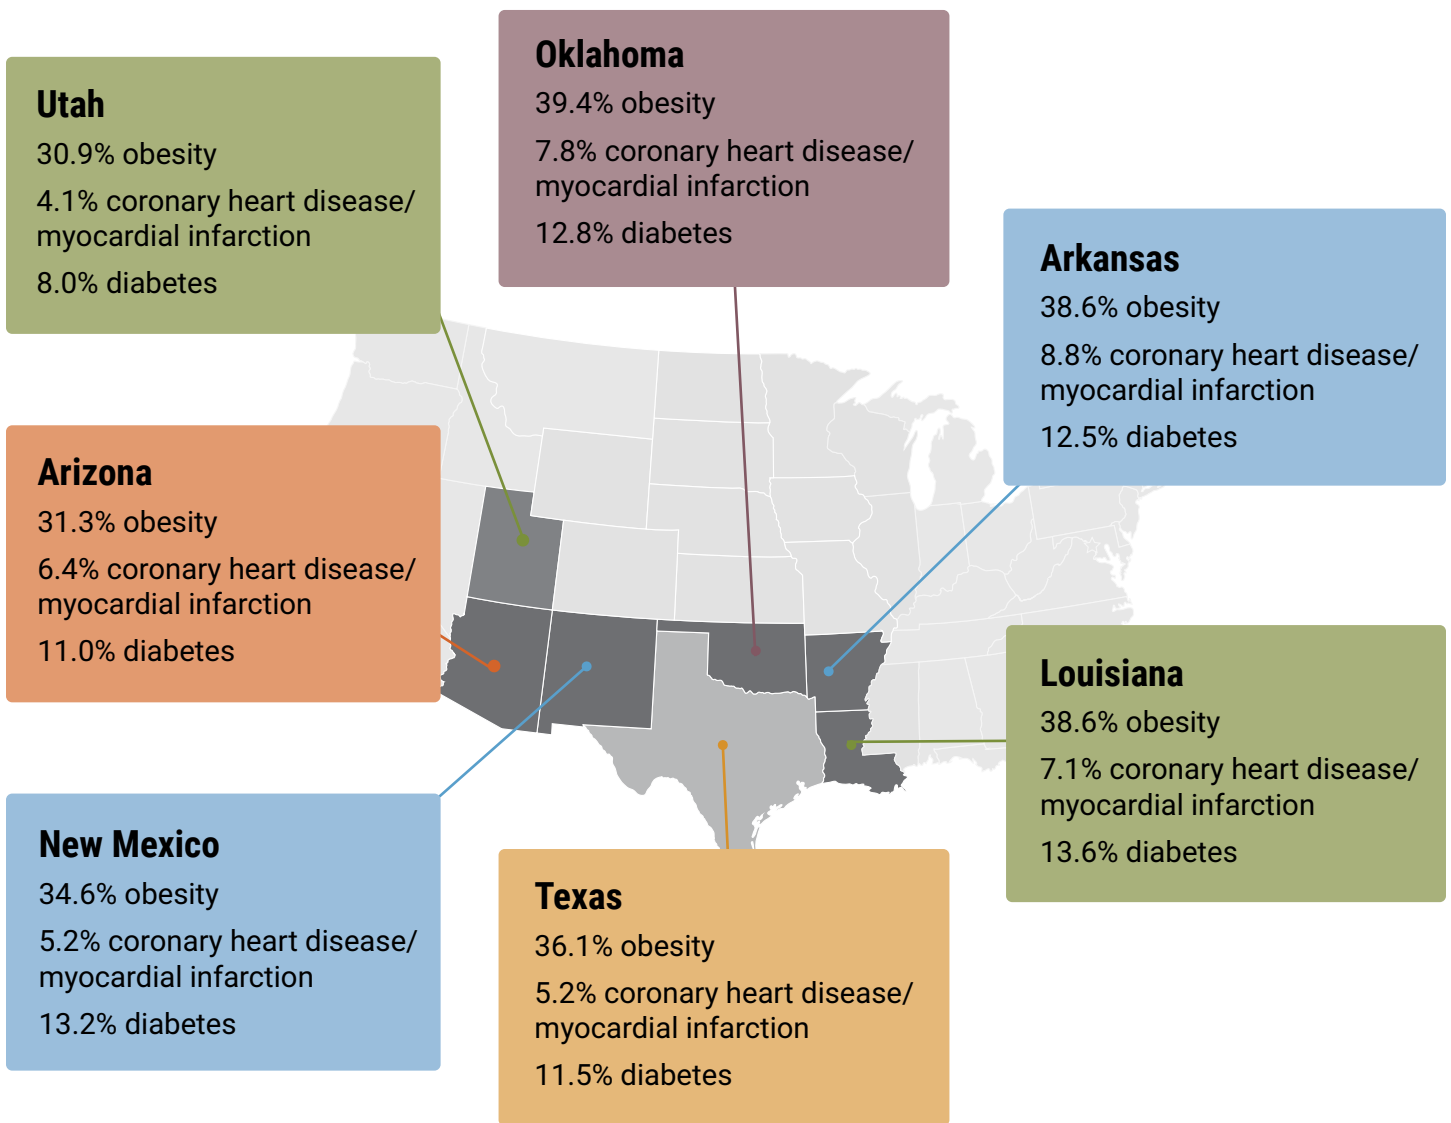 Utah
30.9% obesity
4.1% coronary heart disease/
myocardial infarction
8.0% diabetes
Oklahoma
39.4% obesity
7.8% coronary heart disease/
myocardial infarction
12.8% diabetes
Arkansas
38.6% obesity
8.8% coronary heart disease/
myocardial infarction
12.5% diabetes
Arizona
31.3% obesity
6.4% coronary heart disease/
myocardial infarction
11.0% diabetes
Louisiana
38.6% obesity
7.1% coronary heart disease/
myocardial infarction
13.6% diabetes
New Mexico
34.6% obesity
5.2% coronary heart disease/
myocardial infarction
13.2% diabetes
Texas
36.1% obesity
5.2% coronary heart disease/
myocardial infarction
11.5% diabetes